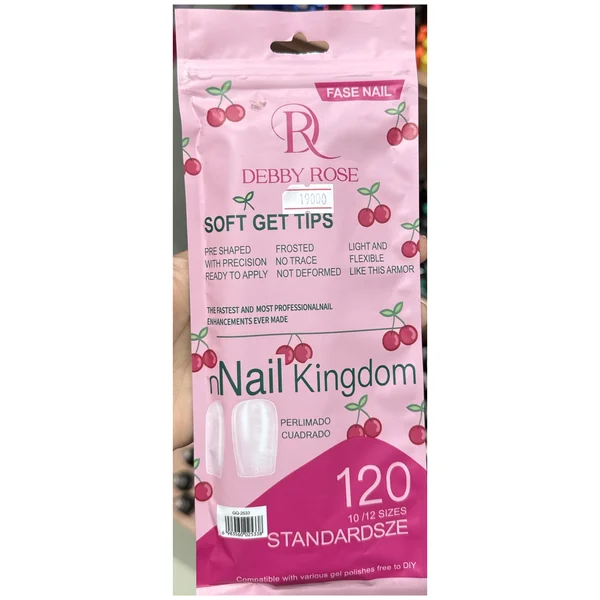 FASE NAIL
DR
DEBBY ROSE
19000
SOFT GET TIPS
PRE SHAPED
WITH PRECISION
READY TO APPLY
FROSTED
NO TRACE
NOT DEFORMED
LIGHT AND
FLEXIBLE
LIKE THIS ARMOR
THE FASTEST AND MOST PROFESSIONALNAIL
ENHANCEMENTS EVER MADE
nNail Kingdom
PERLIMADO
CUADRADO
120
10 /12 SIZES
STANDARDSZE
GG-2533
Compatible with various gel polishes free to DIY